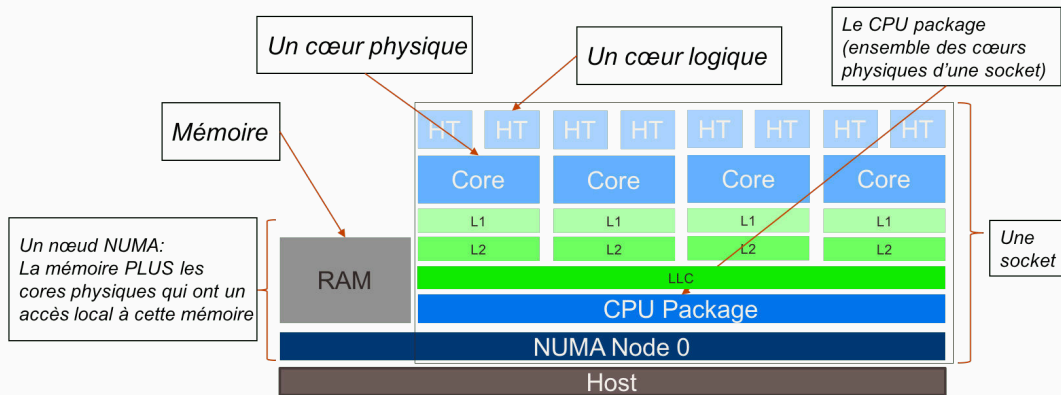 Le CPU package
(ensemble des cœurs
physiques d'une socket)
Un cœur physique
Un cœur logique
Mémoire
HT HT HT HT HT HT HT HT
Core Core Core Core
L1 L1 L1 L1
L2 L2 L2 L2
Un nœud NUMA:
La mémoire PLUS les
cores physiques qui ont un
accès local à cette mémoire
RAM
LLC
CPU Package
NUMA Node 0
Host
Une
socket